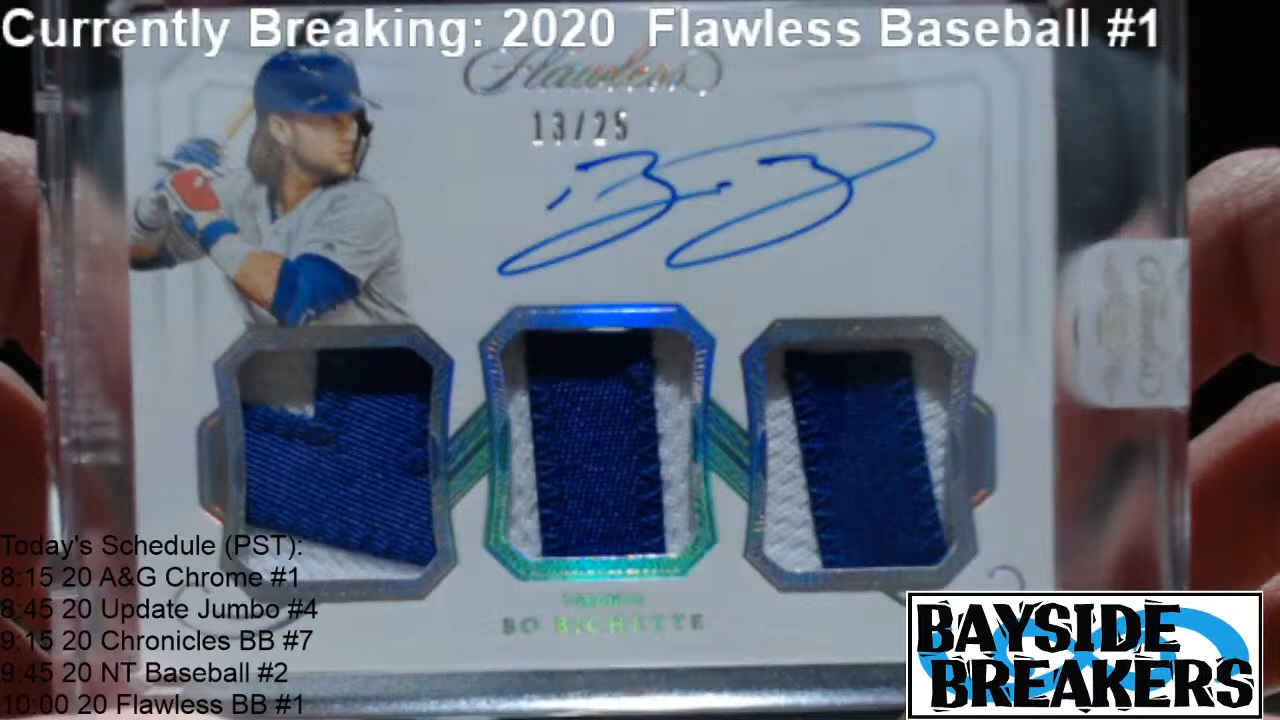 Currently Breaking: 2020 Flawless Baseball #1
Flawless
13/25
Flawless
TORONTO
BO BICHETTE
Today's Schedule (PST):
8:15 20 A&G Chrome #1
8:45 20 Update Jumbo #4
9:15 20 Chronicles BB #7
9:45 20 NT Baseball #2
10:00 20 Flawless BB #1
BAYSIDE
BREAKERS